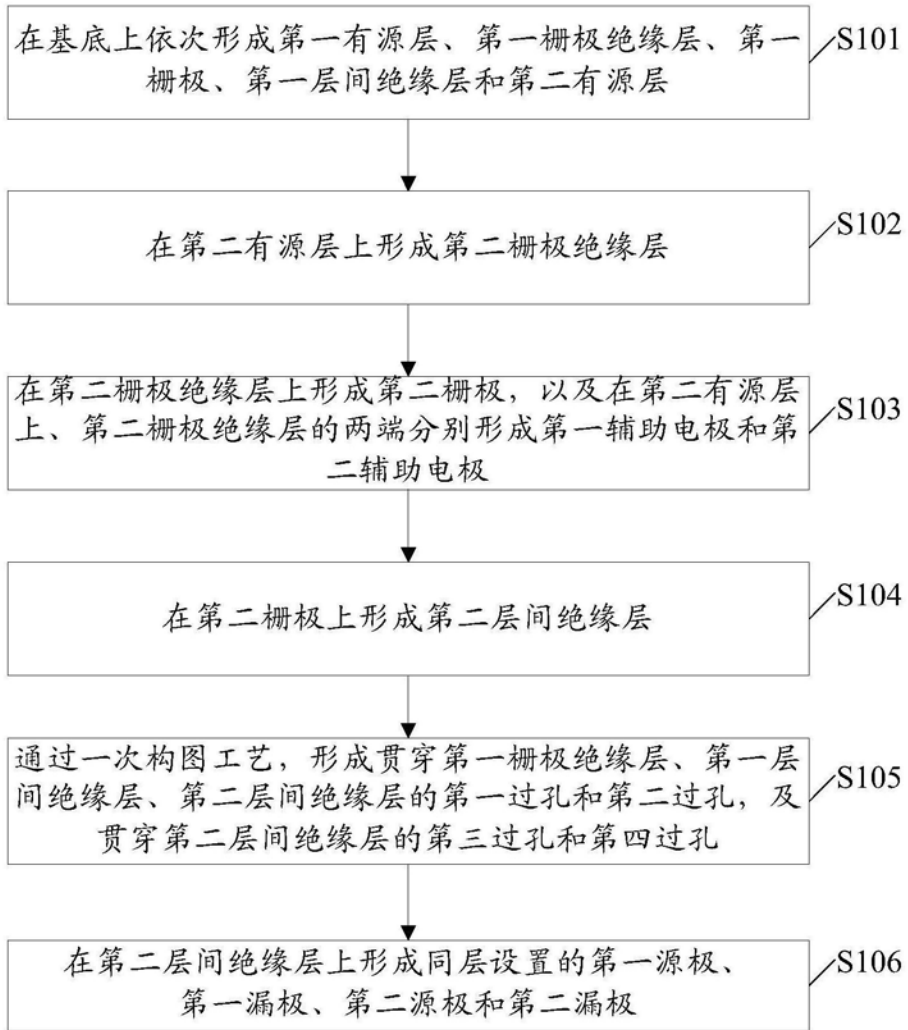 在基底上依次形成第一有源层、第一栅极绝缘层、第一
栅极、第一层间绝缘层和第二有源层
S101
在第二有源层上形成第二栅极绝缘层
S102
在第二栅极绝缘层上形成第二栅极，以及在第二有源层
上、第二栅极绝缘层的两端分别形成第一辅助电极和第
二辅助电极
S103
在第二栅极上形成第二层间绝缘层
S104
通过一次构图工艺，形成贯穿第一栅极绝缘层、第一层
间绝缘层、第二层间绝缘层的第一过孔和第二过孔，及
贯穿第二层间绝缘层的第三过孔和第四过孔
S105
在第二层间绝缘层上形成同层设置的第一源极、
第一漏极、第二源极和第二漏极
S106